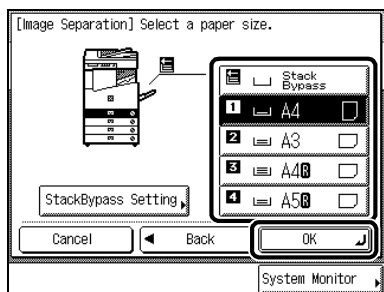 [Image Separation] Select a paper size.
Stack
Bypass
1 A4
2 A3
3 A4R
4 A5R
StackBypass Setting
Cancel
Back
OK
System Monitor